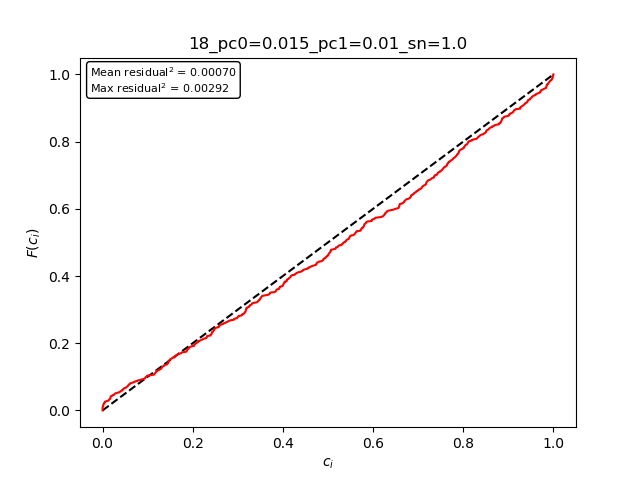 18_pc0=0.015_pc1=0.01_sn=1.0
Mean residual² = 0.00070
Max residual² = 0.00292
1.0
0.8
0.6
0.4
0.2
0.0
F(cᵢ)
0.0 0.2 0.4 0.6 0.8 1.0
cᵢ